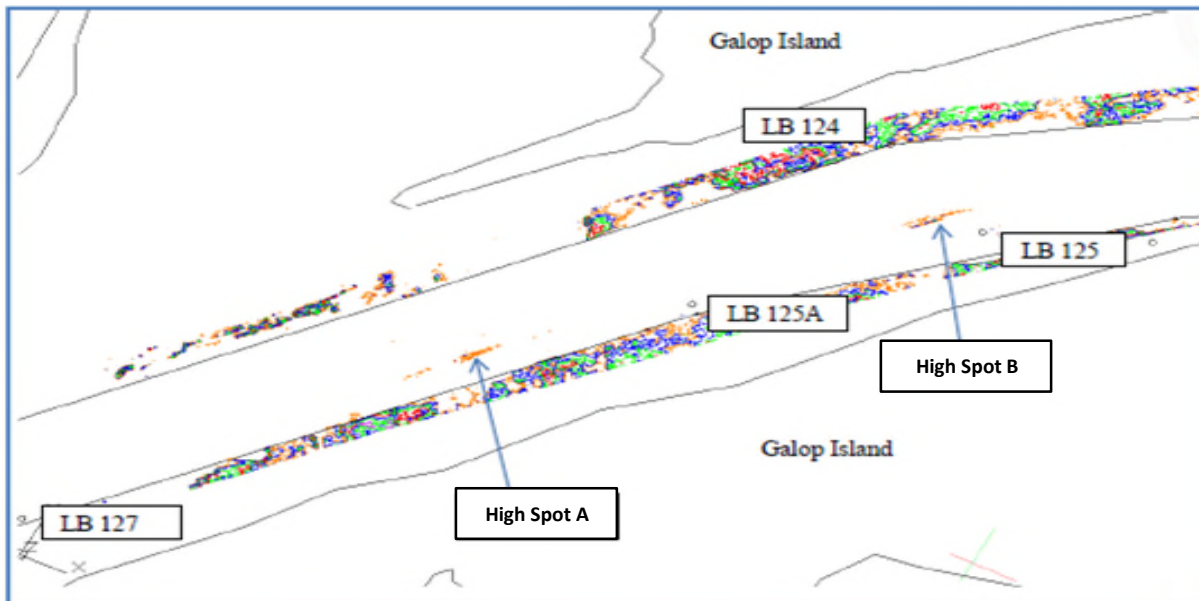 Galop Island
LB 124
LB 125
LB 125A
High Spot B
Galop Island
High Spot A
LB 127